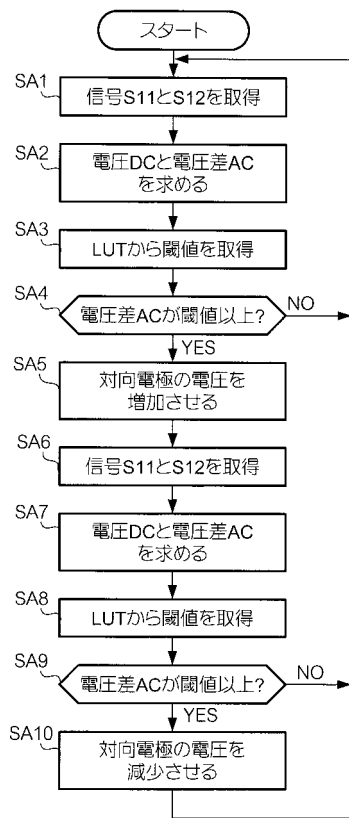 スタート
SA1
信号S11とS12を取得
SA2
電圧DCと電圧差AC
を求める
SA3
LUTから閾値を取得
SA4
電圧差ACが閾値以上?
NO
YES
SA5
対向電極の電圧を
増加させる
SA6
信号S11とS12を取得
SA7
電圧DCと電圧差AC
を求める
SA8
LUTから閾値を取得
SA9
電圧差ACが閾値以上?
NO
YES
SA10
対向電極の電圧を
減少させる